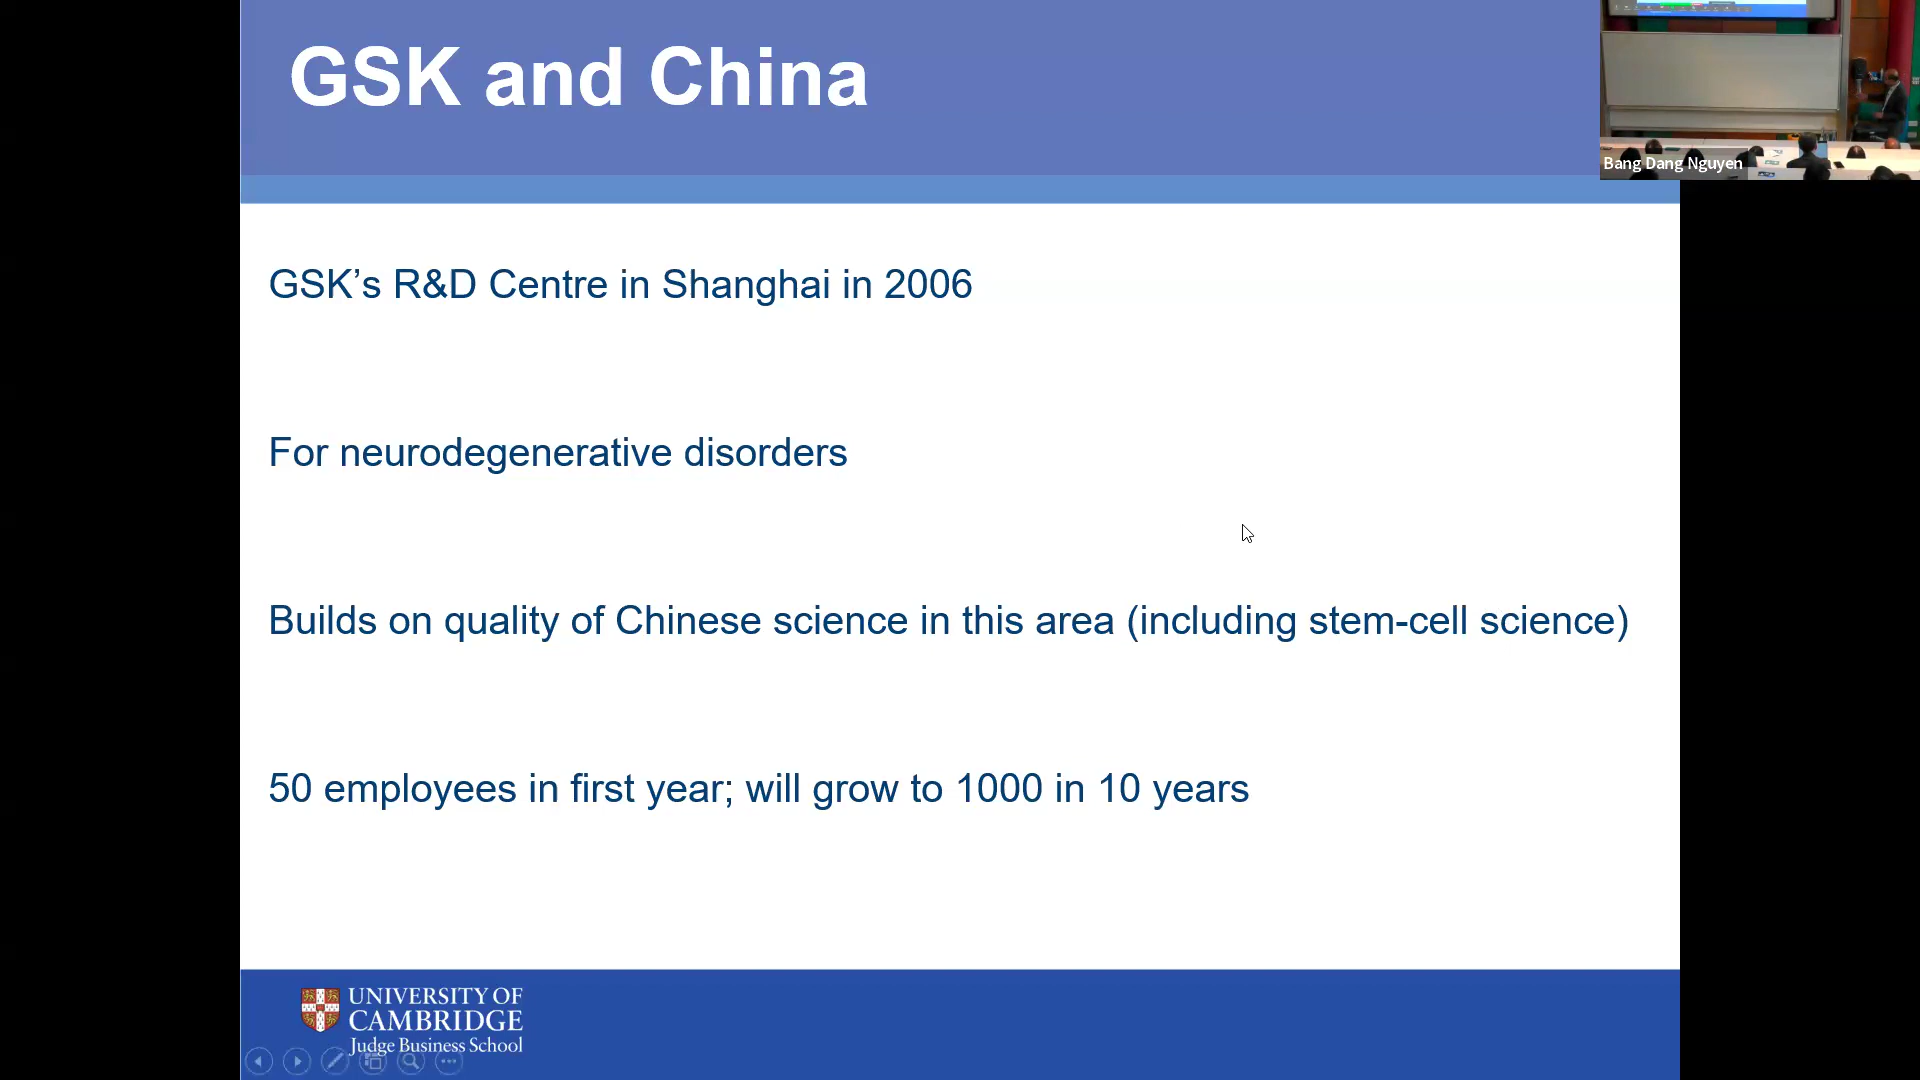 GSK and China
Bang Dang Nguyen
GSK’s R&D Centre in Shanghai in 2006
For neurodegenerative disorders
Builds on quality of Chinese science in this area (including stem-cell science)
50 employees in first year; will grow to 1000 in 10 years
UNIVERSITY OF
CAMBRIDGE
Judge Business School